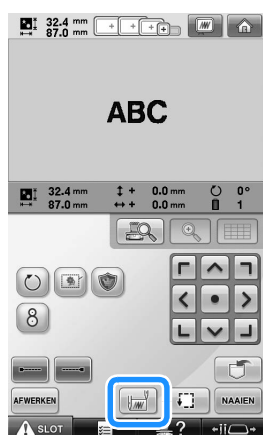 32.4 mm
87.0 mm
ABC
32.4 mm + 0.0 mm 0°
87.0 mm + 0.0 mm 1
8
AFWERKEN NAAIEN
SLOT ?